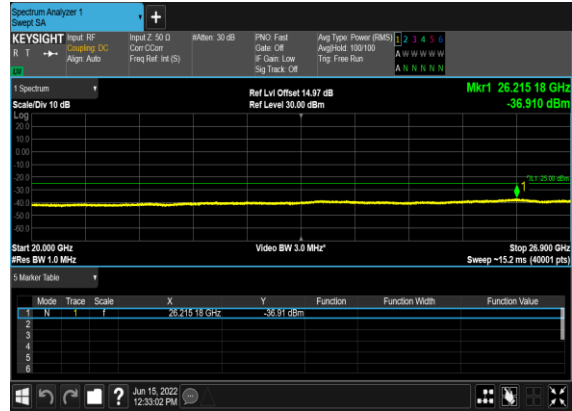 Spectrum Analyzer 1
Swept SA
+
KEYSIGHT Input: RF Input Z: 50 Ω #Atten: 30 dB PNO: Fast Avg Type: Power (RMS) 1 2 3 4 5 6
R T Coupling: DC Corr CCorr Gate: Off Avg|Hold: 100/100 A W W W W W
Align: Auto Freq Ref: Int (S) IF Gain: Low Trig: Free Run
Sig Track: Off A N N N N N
1 Spectrum Ref Lvl Offset 14.97 dB Mkr1 26.215 18 GHz
Scale/Div 10 dB Ref Level 30.00 dBm -36.910 dBm
Log
20.0
10.0
0.00
-10.0
-20.0
-30.0
-40.0
-50.0
-60.0
1
Start 20.000 GHz Video BW 3.0 MHz* Stop 26.900 GHz
#Res BW 1.0 MHz Sweep ~15.2 ms (40001 pts)
5 Marker Table
Mode Trace Scale X Y Function Function Width Function Value
1 N 1 f 26.215 18 GHz -36.91 dBm
2
3
4
5
6
? Jun 15, 2022
12:33:02 PM